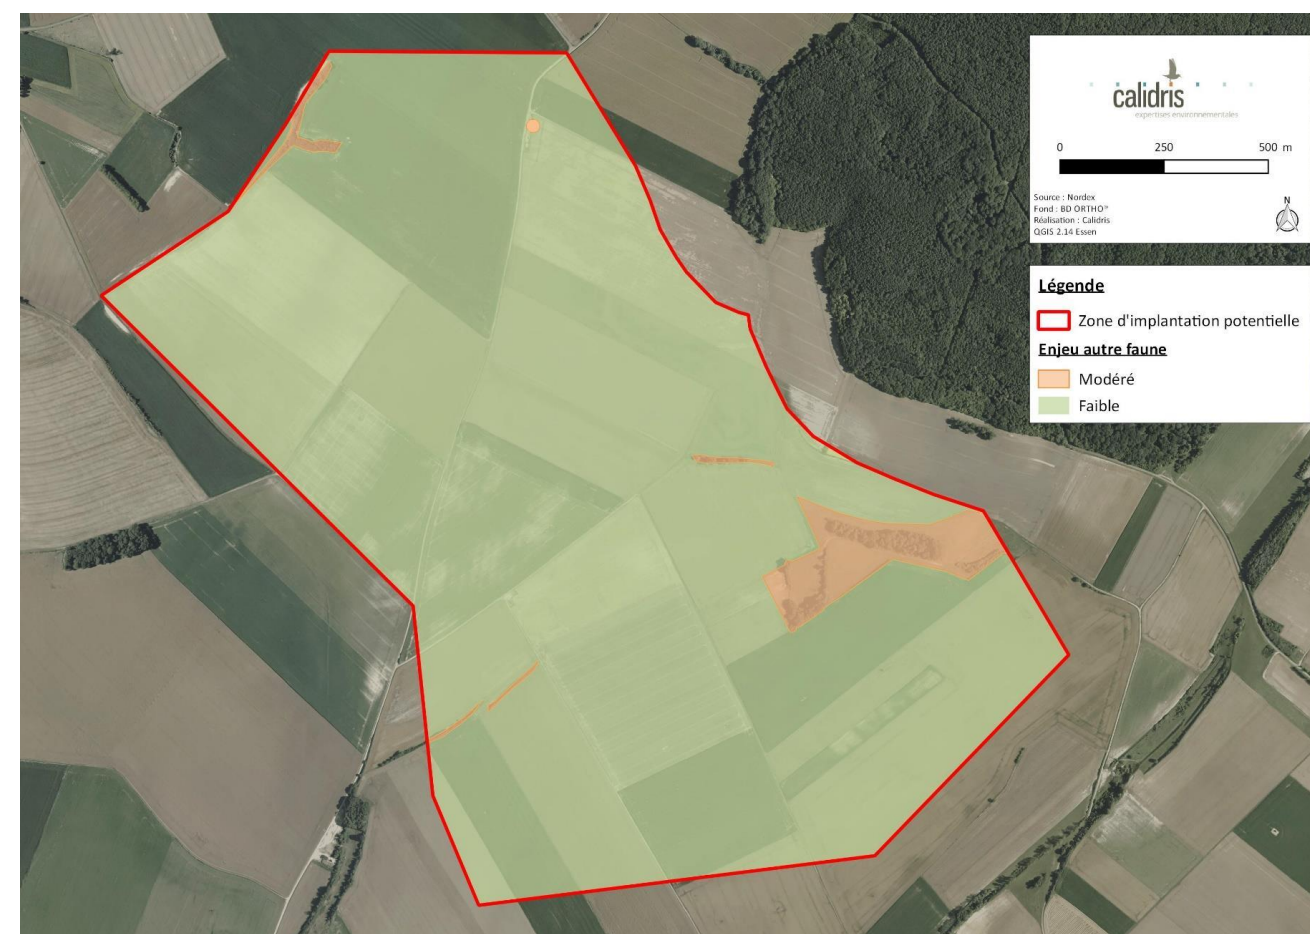 calidris
expertises environnementales
0 250 500 m
Source : Nordex
Fond : BD ORTHO®
Réalisation : Calidris
QGIS 2.14 Essen
N
Légende
Zone d'implantation potentielle
Enjeu autre faune
Modéré
Faible